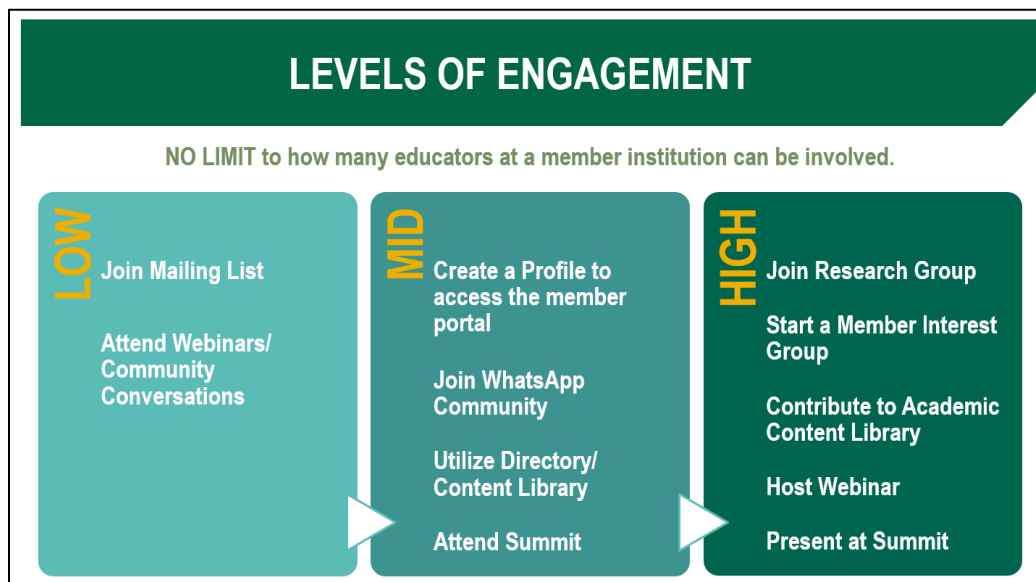 LEVELS OF ENGAGEMENT
NO LIMIT to how many educators at a member institution can be involved.
LOW
Join Mailing List
Attend Webinars/
Community
Conversations
MID
Create a Profile to
access the member
portal
Join WhatsApp
Community
Utilize Directory/
Content Library
Attend Summit
HIGH
Join Research Group
Start a Member Interest
Group
Contribute to Academic
Content Library
Host Webinar
Present at Summit